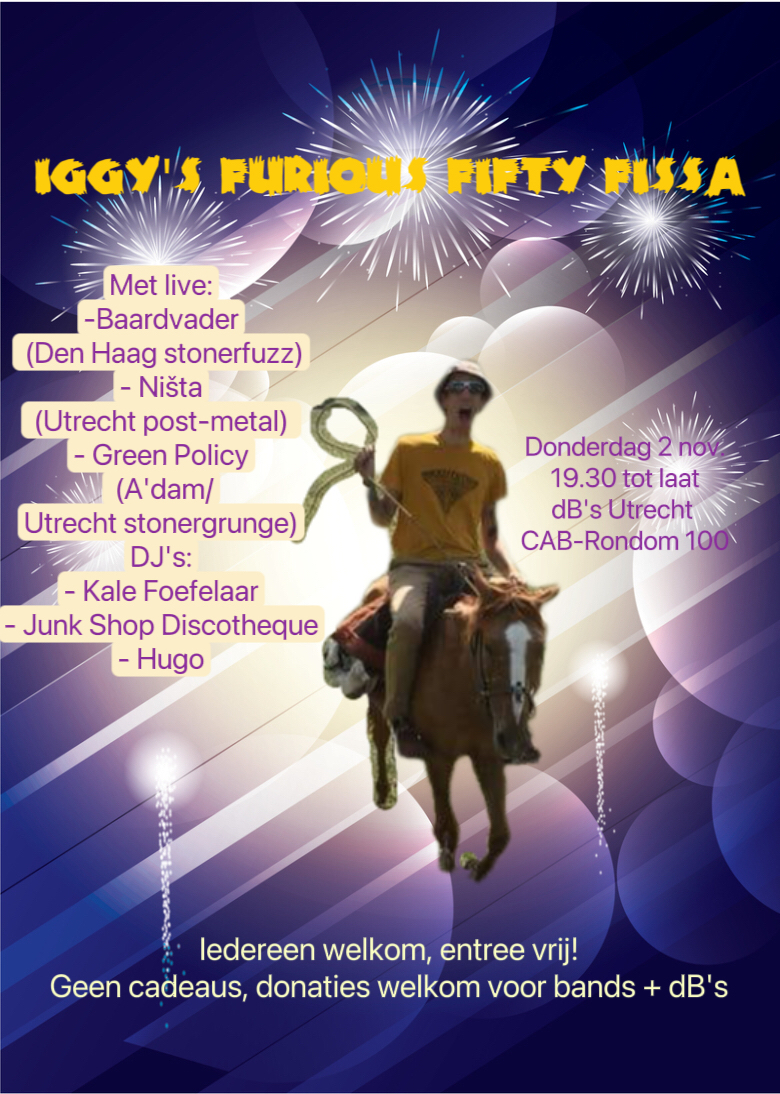 IGGY'S FURIOUS FIFTY FISSA
Met live:
-Baardvader
(Den Haag stonerfuzz)
- Ništa
(Utrecht post-metal)
- Green Policy
(A'dam/
Utrecht stonergrunge)
DJ's:
- Kale Foefelaar
- Junk Shop Discotheque
- Hugo
Donderdag 2 nov.
19.30 tot laat
dB's Utrecht
CAB-Rondom 100
Iedereen welkom, entree vrij!
Geen cadeaus, donaties welkom voor bands + dB's